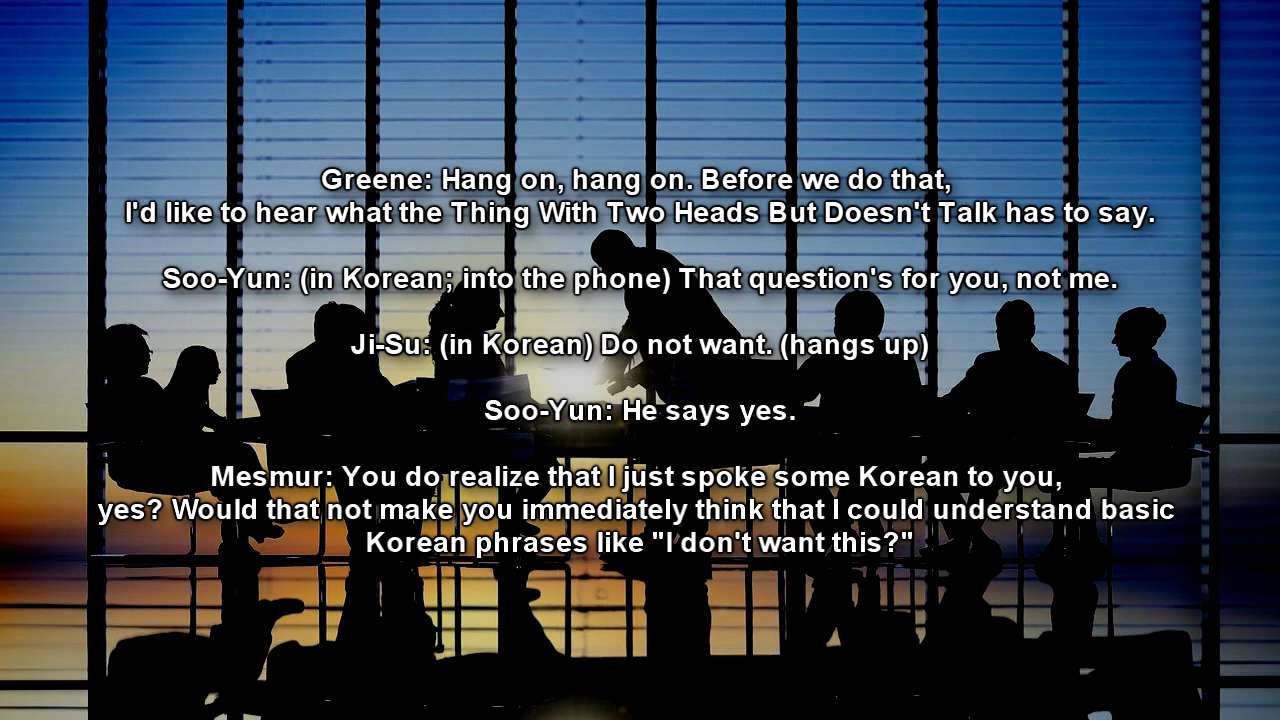 Greene: Hang on, hang on. Before we do that,
I'd like to hear what the Thing With Two Heads But Doesn't Talk has to say.
Soo-Yun: (in Korean; into the phone) That question's for you, not me.
Ji-Su: (in Korean) Do not want. (hangs up)
Soo-Yun: He says yes.
Mesmur: You do realize that I just spoke some Korean to you,
yes? Would that not make you immediately think that I could understand basic
Korean phrases like "I don't want this?"